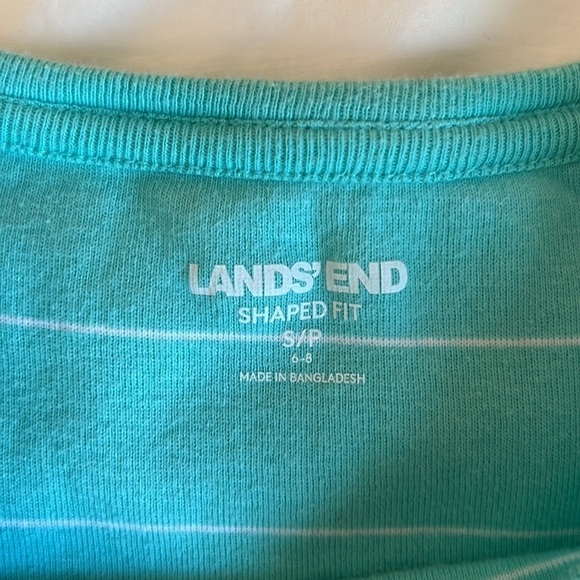 LANDS' END
SHAPED FIT
S/P
6-8
MADE IN BANGLADESH